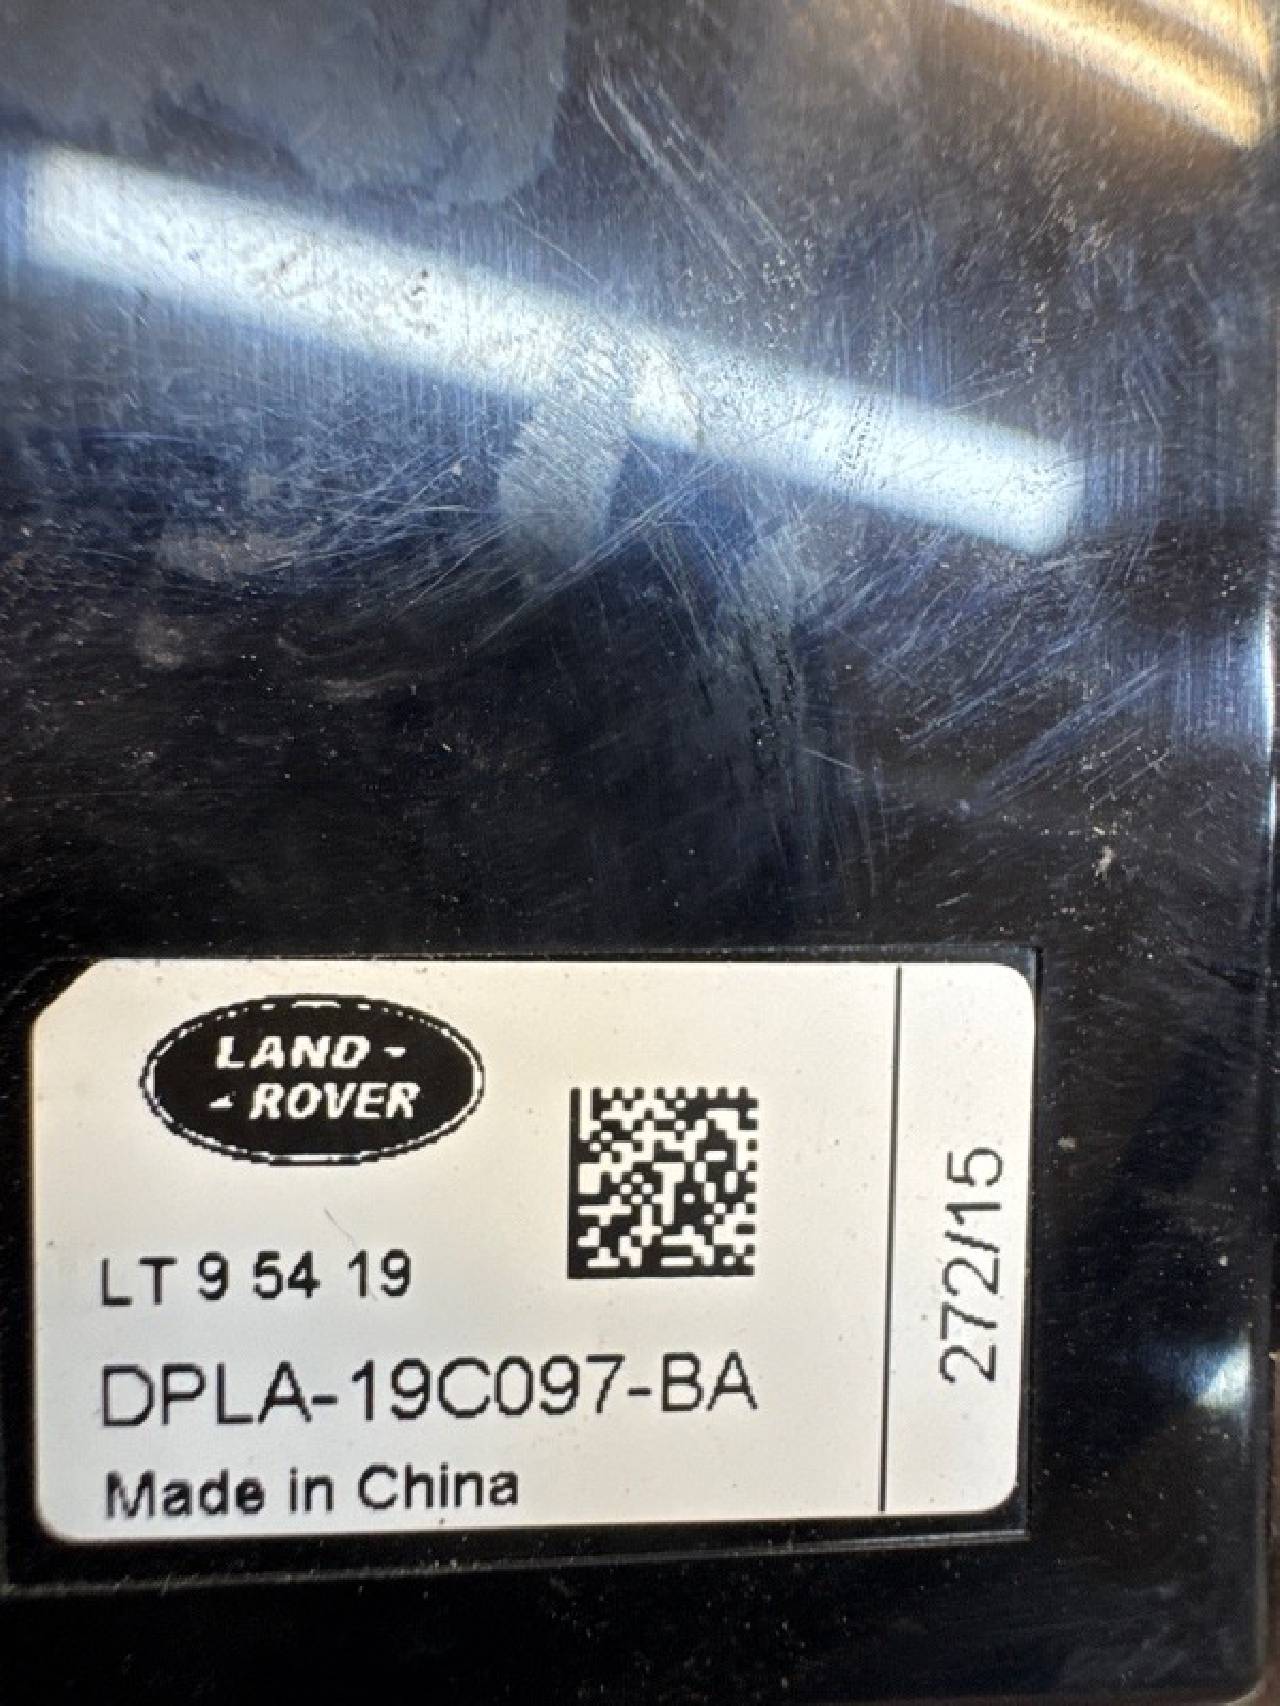 LAND -
- ROVER
LT 9 54 19
DPLA-19C097-BA
Made in China
272/15